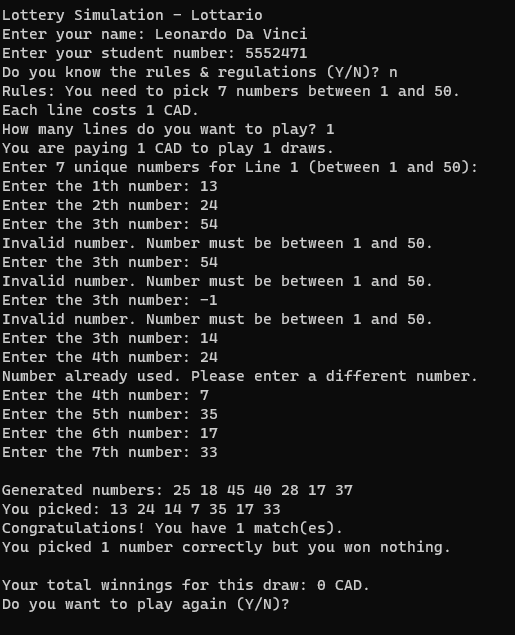 Lottery Simulation - Lottario
Enter your name: Leonardo Da Vinci
Enter your student number: 5552471
Do you know the rules & regulations (Y/N)? n
Rules: You need to pick 7 numbers between 1 and 50.
Each line costs 1 CAD.
How many lines do you want to play? 1
You are paying 1 CAD to play 1 draws.
Enter 7 unique numbers for Line 1 (between 1 and 50):
Enter the 1th number: 13
Enter the 2th number: 24
Enter the 3th number: 54
Invalid number. Number must be between 1 and 50.
Enter the 3th number: 54
Invalid number. Number must be between 1 and 50.
Enter the 3th number: -1
Invalid number. Number must be between 1 and 50.
Enter the 3th number: 14
Enter the 4th number: 24
Number already used. Please enter a different number.
Enter the 4th number: 7
Enter the 5th number: 35
Enter the 6th number: 17
Enter the 7th number: 33
Generated numbers: 25 18 45 40 28 17 37
You picked: 13 24 14 7 35 17 33
Congratulations! You have 1 match(es).
You picked 1 number correctly but you won nothing.
Your total winnings for this draw: 0 CAD.
Do you want to play again (Y/N)?